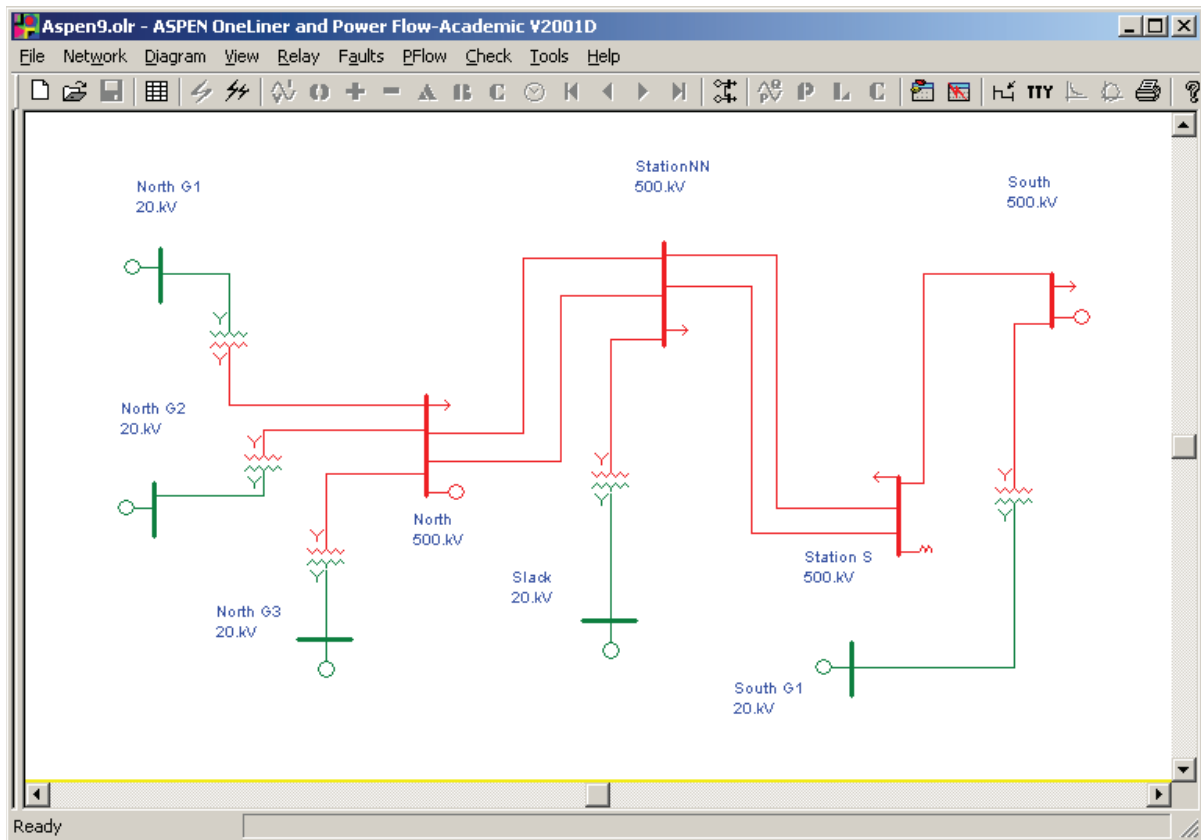 Aspen9.olr - ASPEN OneLiner and Power Flow-Academic V2001D
File Network Diagram View Relay Faults PFlow Check Tools Help
TTY
StationNN
500.kV
North G1
20.kV
South
500.kV
North G2
20.kV
North
500.kV
Station S
500.kV
Slack
20.kV
North G3
20.kV
South G1
20.kV
Ready